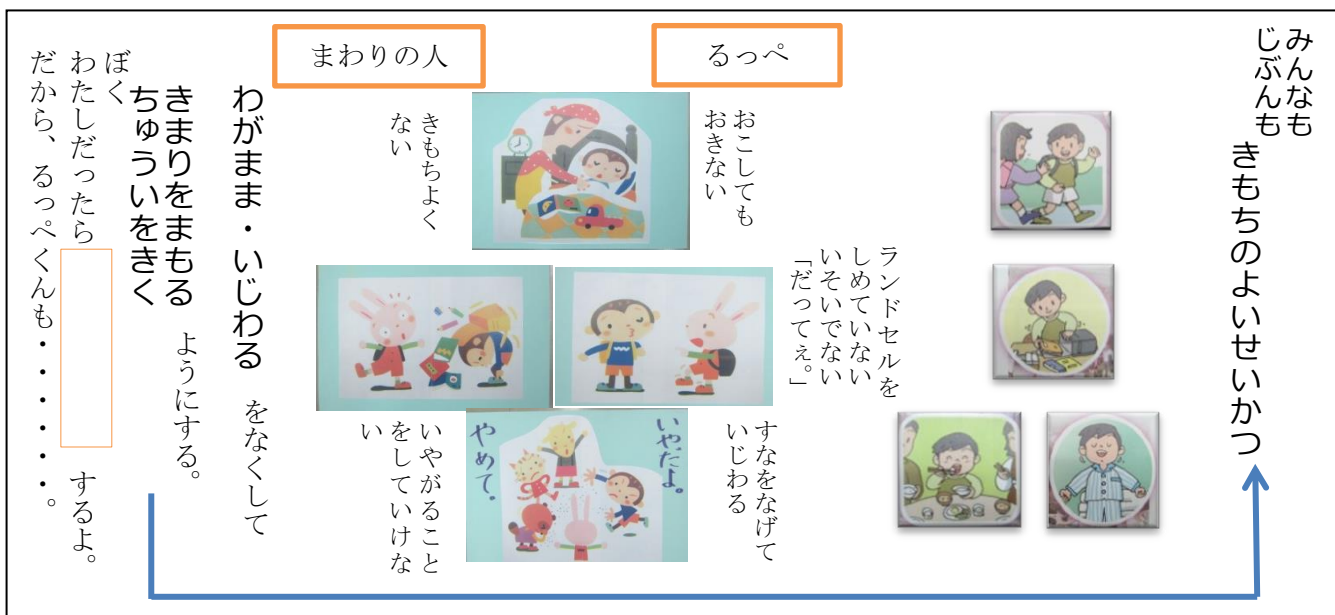 みんなも
じぶんも
きもちのよいせいかつ
るっぺ
おこしても
おきない
ランドセルを
しめていない
いそいでない
「だってぇ。」
すなをなげて
いじわる
まわりの人
きもちよく
ない
いやだよ。
やめて。
いやがること
をしていけな
い
わがまま・いじわる をなくして
きまりをまもる
ちゅういをきく
ようにする。
ぼく
わたしだったら するよ。
だから、るっぺくんも・・・・・・・。